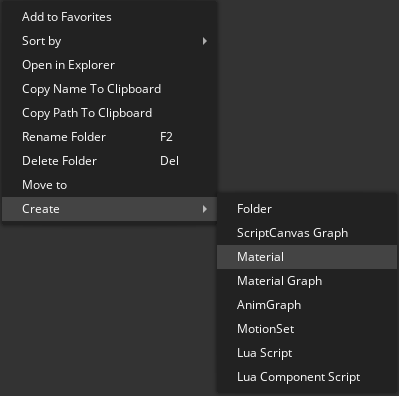 Add to Favorites
Sort by
Open in Explorer
Copy Name To Clipboard
Copy Path To Clipboard
Rename Folder F2
Delete Folder Del
Move to
Create
Folder
ScriptCanvas Graph
Material
Material Graph
AnimGraph
MotionSet
Lua Script
Lua Component Script